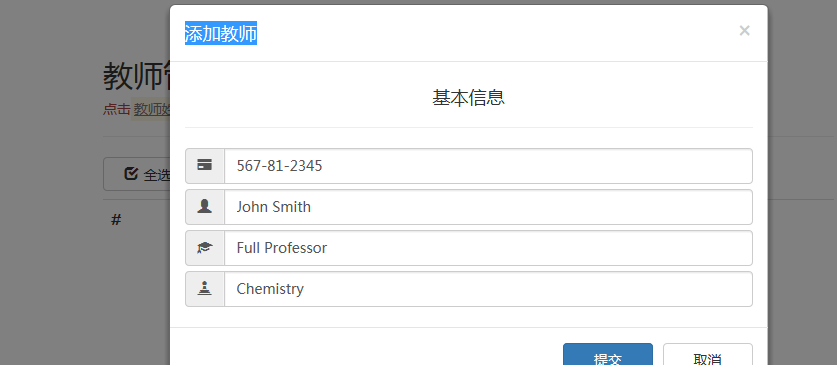 添加教师
×
教师
点击 教师
基本信息
全选
#
567-81-2345
John Smith
Full Professor
Chemistry
提交
取消